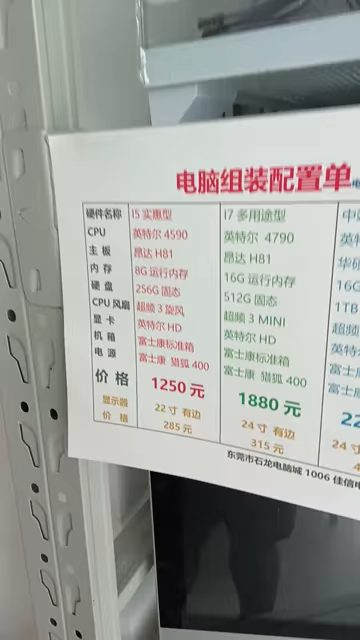 电脑组装配置单
硬件名称 I5 实惠型 I7 多用途型
CPU 英特尔 4590 英特尔 4790
主板 昂达 H81 昂达 H81
内存 8G 运行内存 16G 运行内存
硬盘 256G 固态 512G 固态 1TB
CPU 风扇 超频 3 旋风 超频 3 MINI 超频
显卡 英特尔 HD 英特尔 HD
机箱 富士康标准箱 富士康标准箱
电源 富士康 猎狐 400 富士康 猎狐 400
价格 1250 元 1880 元
显示器 22 寸 有边 24 寸 有边 24 寸
价格 285 元 315 元
东莞市石龙电脑城 1006 佳信